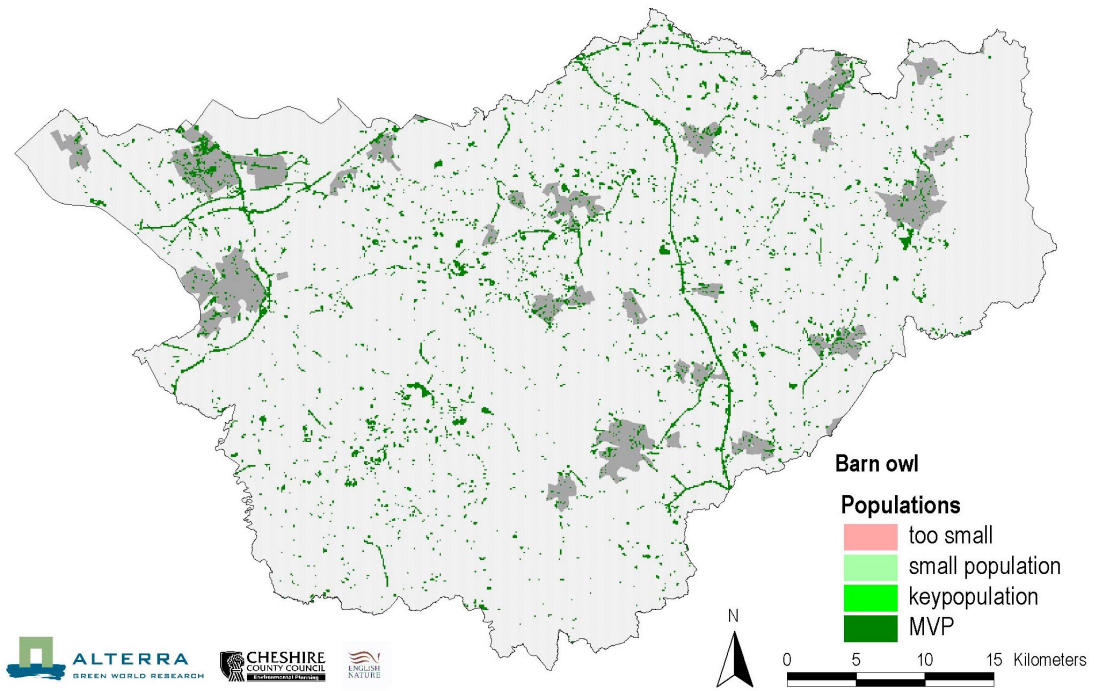 Barn owl
Populations
too small
small population
keypopulation
MVP
N
0 5 10 15 Kilometers
ALTERRA
GREEN WORLD RESEARCH
CHESHIRE
COUNTY COUNCIL
Environmental Planning
ENGLISH
NATURE